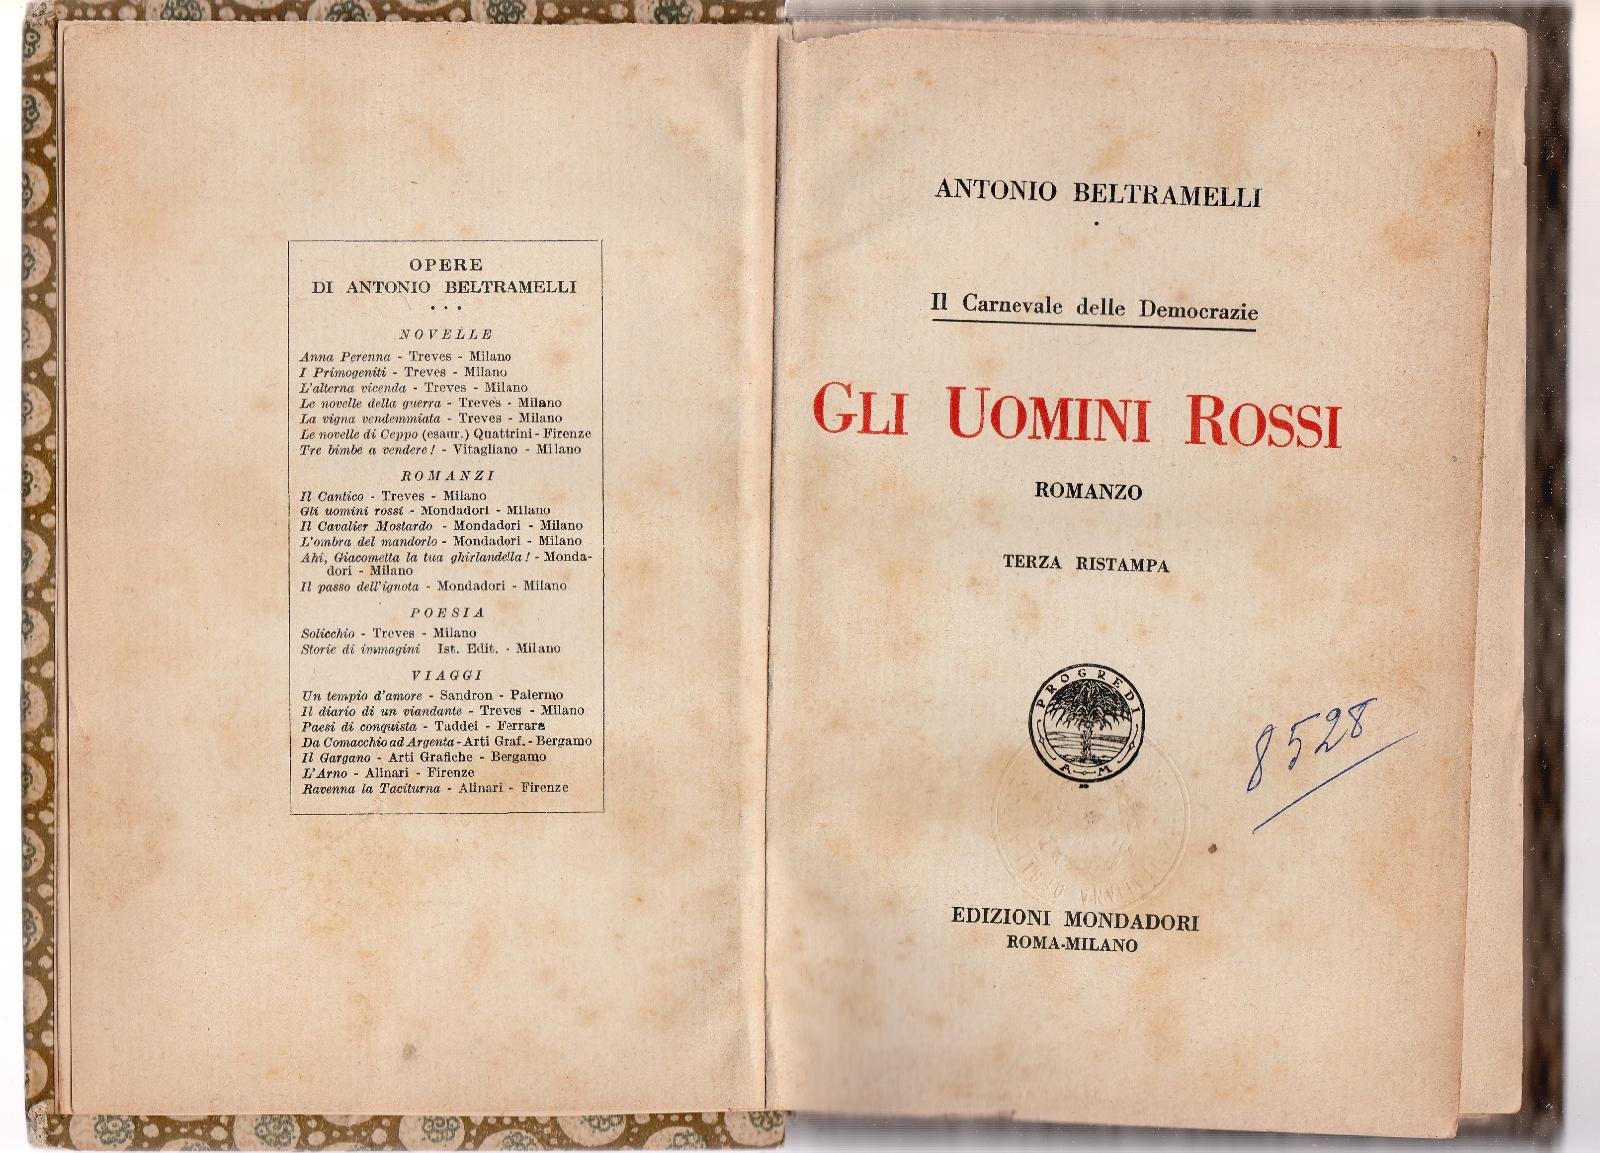 OPERE
DI ANTONIO BELTRAMELLI
NOVELLE
Anna Perenna - Treves - Milano
I Primogeniti - Treves - Milano
L'alterna vicenda - Treves - Milano
Le novelle della guerra - Treves - Milano
La vigna vendemmiata - Treves - Milano
Le novelle di Ceppo (esaur.) Quattrini - Firenze
Tre bimbe a vendere! - Vitagliano - Milano
ROMANZI
Il Cantico - Treves - Milano
Gli uomini rossi - Mondadori - Milano
Il Cavalier Mostardo - Mondadori - Milano
L'ombra del mandorlo - Mondadori - Milano
Ahi, Giacometta la tua ghirlandella! - Monda-
dori - Milano
Il passo dell'ignota - Mondadori - Milano
POESIA
Solicchio - Treves - Milano
Storie di immagini Ist. Edit. - Milano
VIAGGI
Un tempio d'amore - Sandron - Palermo
Il diario di un viandante - Treves - Milano
Paesi di conquista - Taddei - Ferrara
Da Comacchio ad Argenta - Arti Graf. - Bergamo
Il Gargano - Arti Grafiche - Bergamo
L'Arno - Alinari - Firenze
Ravenna la Taciturna - Alinari - Firenze
ANTONIO BELTRAMELLI
Il Carnevale delle Democrazie
GLI UOMINI ROSSI
ROMANZO
TERZA RISTAMPA
PROGREDI
A M
8528
EDIZIONI MONDADORI
ROMA-MILANO